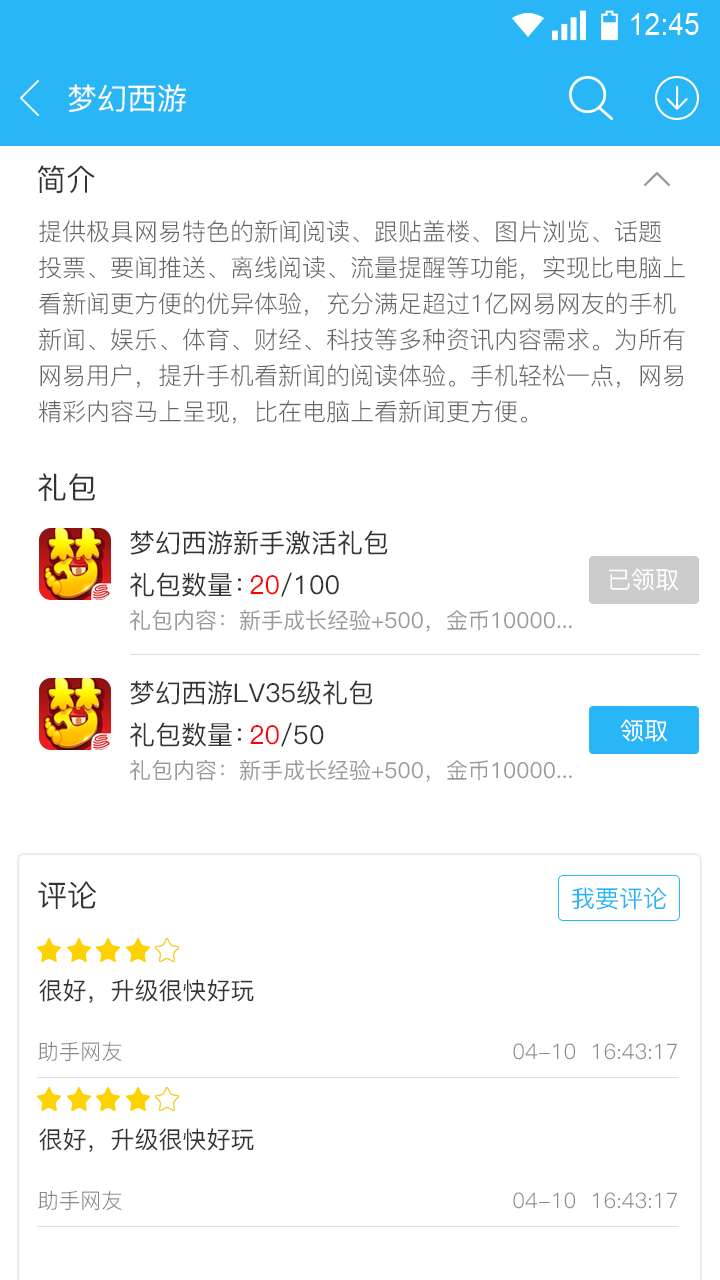 12:45
梦幻西游
简介
提供极具网易特色的新闻阅读、跟贴盖楼、图片浏览、话题
投票、要闻推送、离线阅读、流量提醒等功能，实现比电脑上
看新闻更方便的优异体验，充分满足超过1亿网易网友的手机
新闻、娱乐、体育、财经、科技等多种资讯内容需求。为所有
网易用户，提升手机看新闻的阅读体验。手机轻松一点，网易
精彩内容马上呈现，比在电脑上看新闻更方便。
礼包
梦
梦幻西游新手激活礼包
礼包数量：20/100
礼包内容：新手成长经验+500，金币10000...
已领取
梦
梦幻西游LV35级礼包
礼包数量：20/50
礼包内容：新手成长经验+500，金币10000...
领取
评论
我要评论
很好，升级很快好玩
助手网友 04-10 16:43:17
很好，升级很快好玩
助手网友 04-10 16:43:17